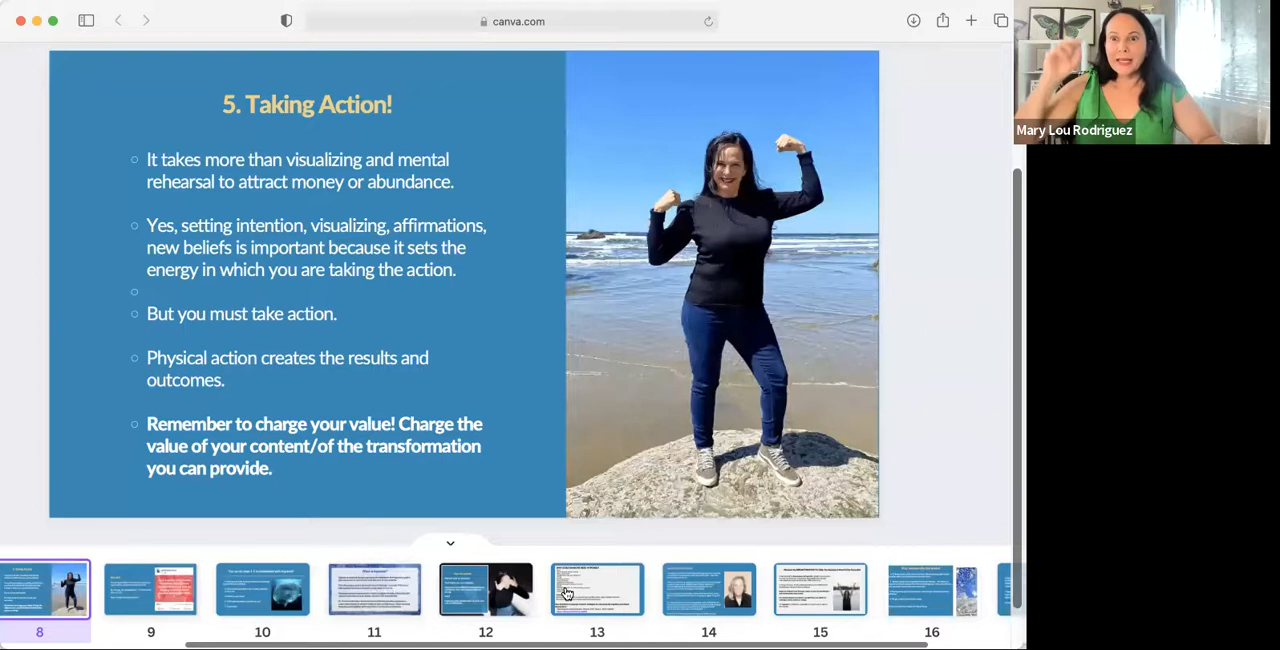 canva.com
Mary Lou Rodriguez
5. Taking Action!
It takes more than visualizing and mental
rehearsal to attract money or abundance.
Yes, setting intention, visualizing, affirmations,
new beliefs is important because it sets the
energy in which you are taking the action.
But you must take action.
Physical action creates the results and
outcomes.
Remember to charge your value! Charge the
value of your content/of the transformation
you can provide.
8
9
10
11
12
13
14
15
16